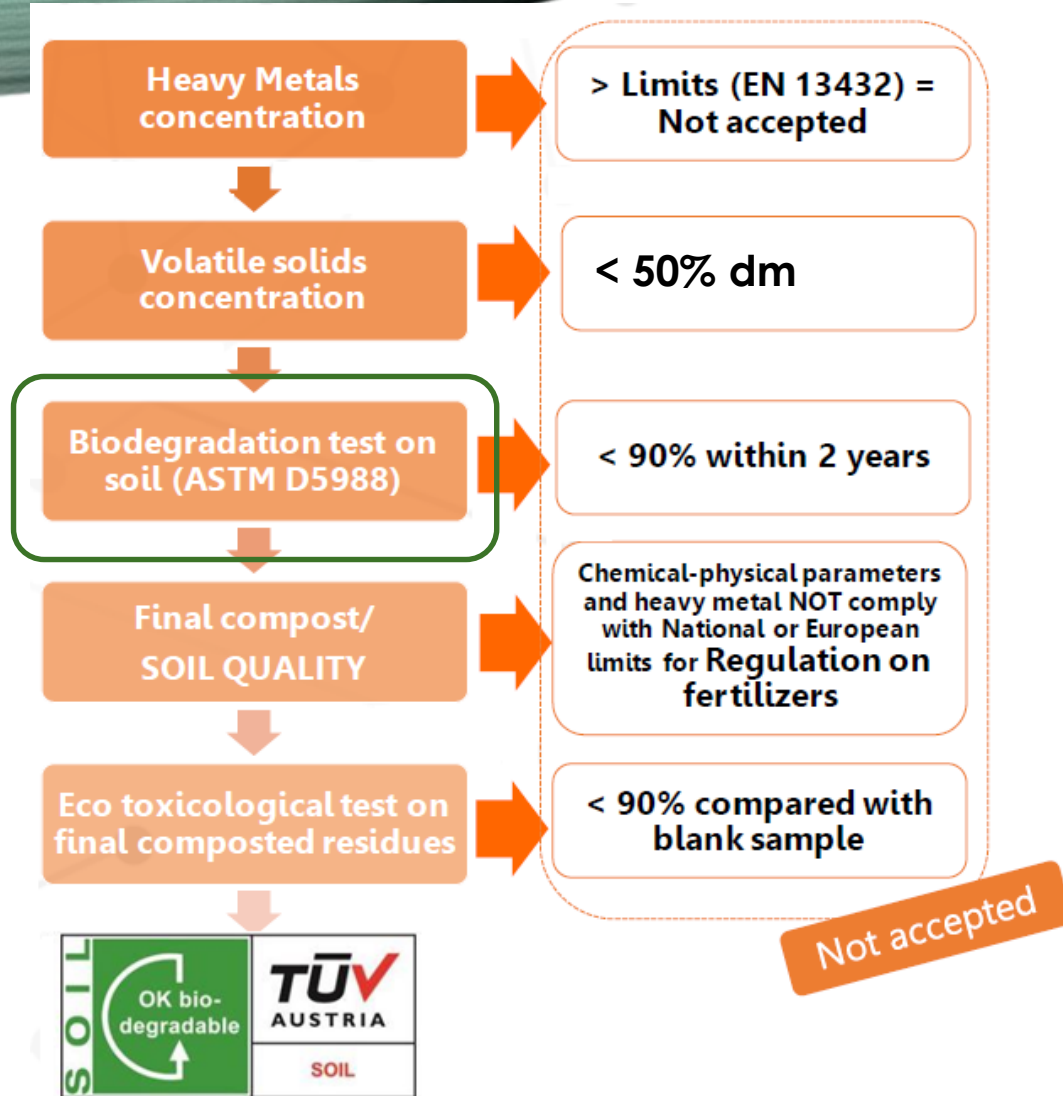 Heavy Metals
concentration
> Limits (EN 13432) =
Not accepted
Volatile solids
concentration
< 50% dm
Biodegradation test on
soil (ASTM D5988)
< 90% within 2 years
Final compost/
SOIL QUALITY
Chemical-physical parameters
and heavy metal NOT comply
with National or European
limits for Regulation on
fertilizers
Eco toxicological test on
final composted residues
< 90% compared with
blank sample
Not accepted
SOIL
OK bio-
degradable
TÜV
AUSTRIA
SOIL